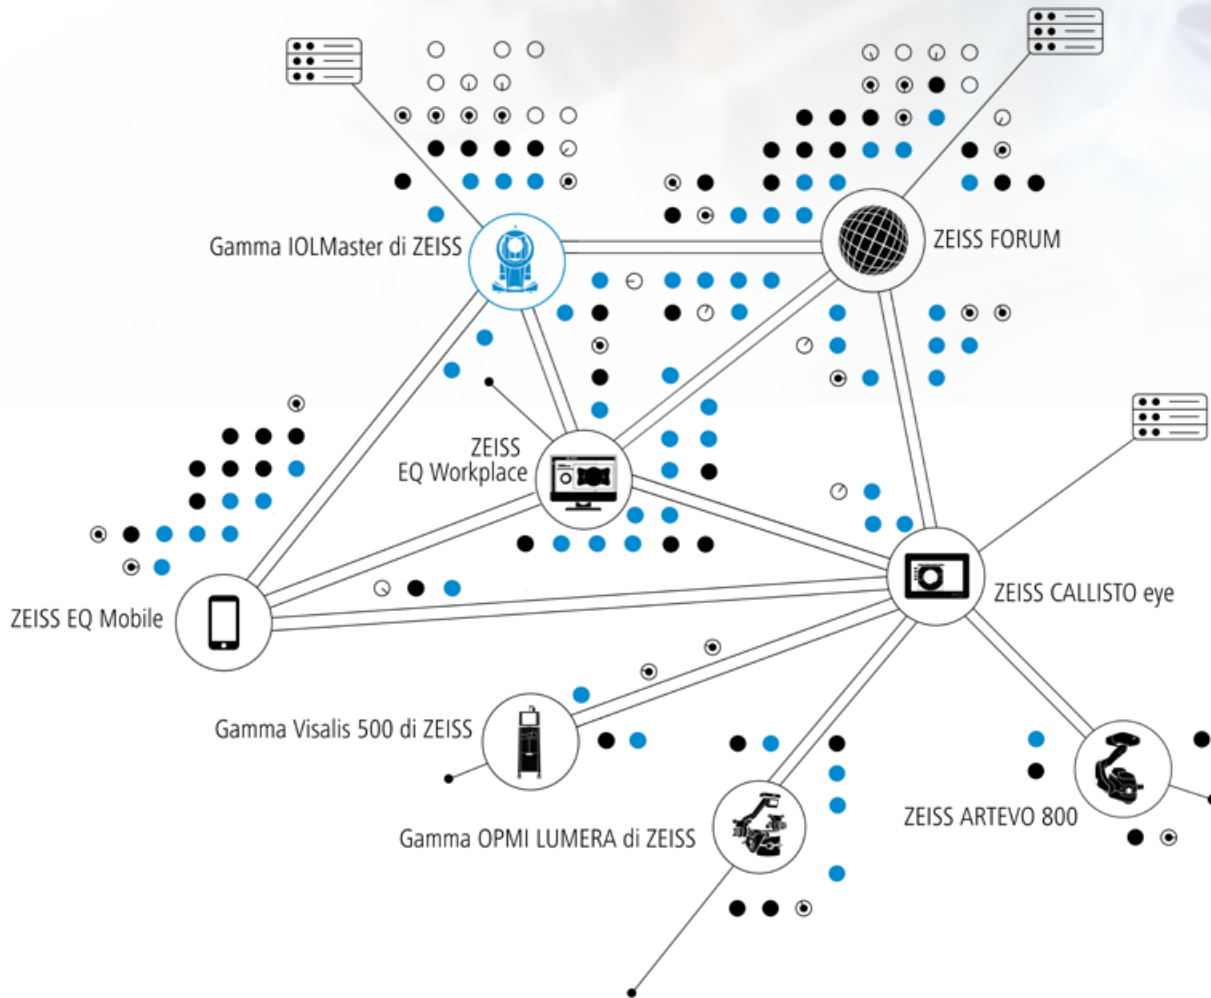 Gamma IOLMaster di ZEISS
ZEISS FORUM
ZEISS
EQ Workplace
ZEISS EQ Mobile
ZEISS CALLISTO eye
Gamma Visalis 500 di ZEISS
Gamma OPMI LUMERA di ZEISS
ZEISS ARTEVO 800